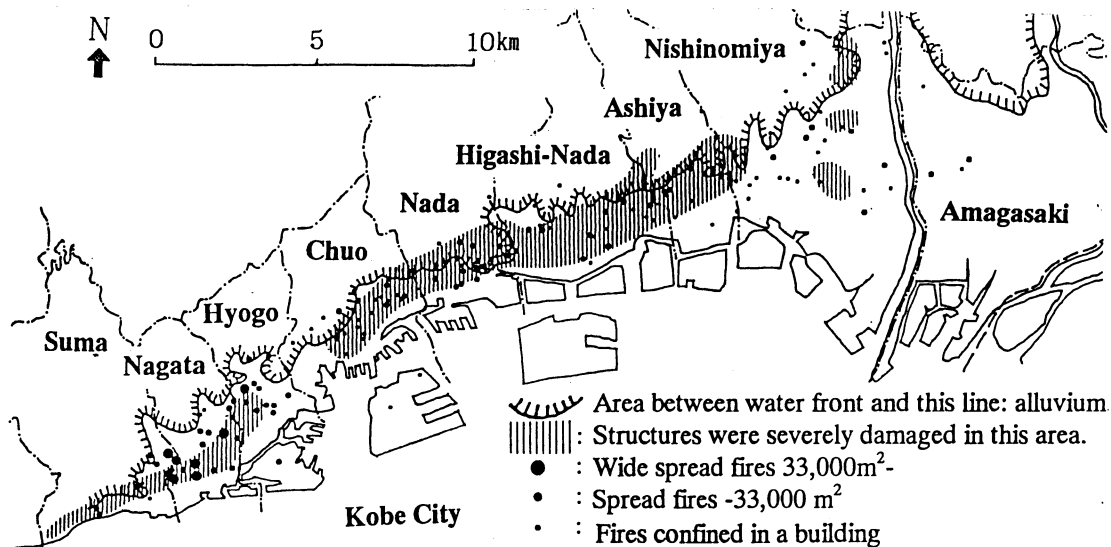 N
0 5 10km
Nishinomiya
Ashiya
Higashi-Nada
Nada
Amagasaki
Chuo
Hyogo
Suma
Nagata
Kobe City
Area between water front and this line: alluvium.
: Structures were severely damaged in this area.
: Wide spread fires 33,000m²-
: Spread fires -33,000 m²
: Fires confined in a building